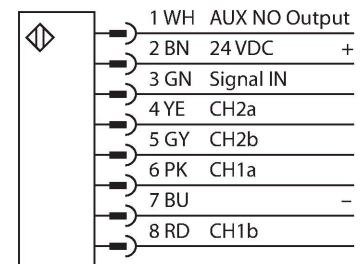 1 WH AUX NO Output
2 BN 24 VDC +
3 GN Signal IN
4 YE CH2a
5 GY CH2b
6 PK CH1a
7 BU –
8 RD CH1b